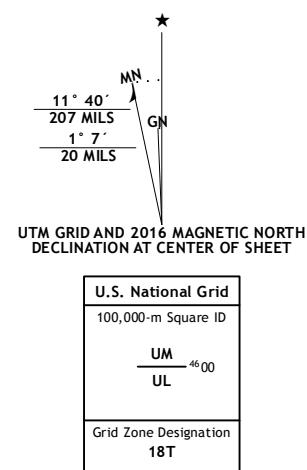 ★
MN
GN
11° 40´
207 MILS
1° 7´
20 MILS
UTM GRID AND 2016 MAGNETIC NORTH
DECLINATION AT CENTER OF SHEET
U.S. National Grid
100,000-m Square ID
UM
4600
UL
Grid Zone Designation
18T